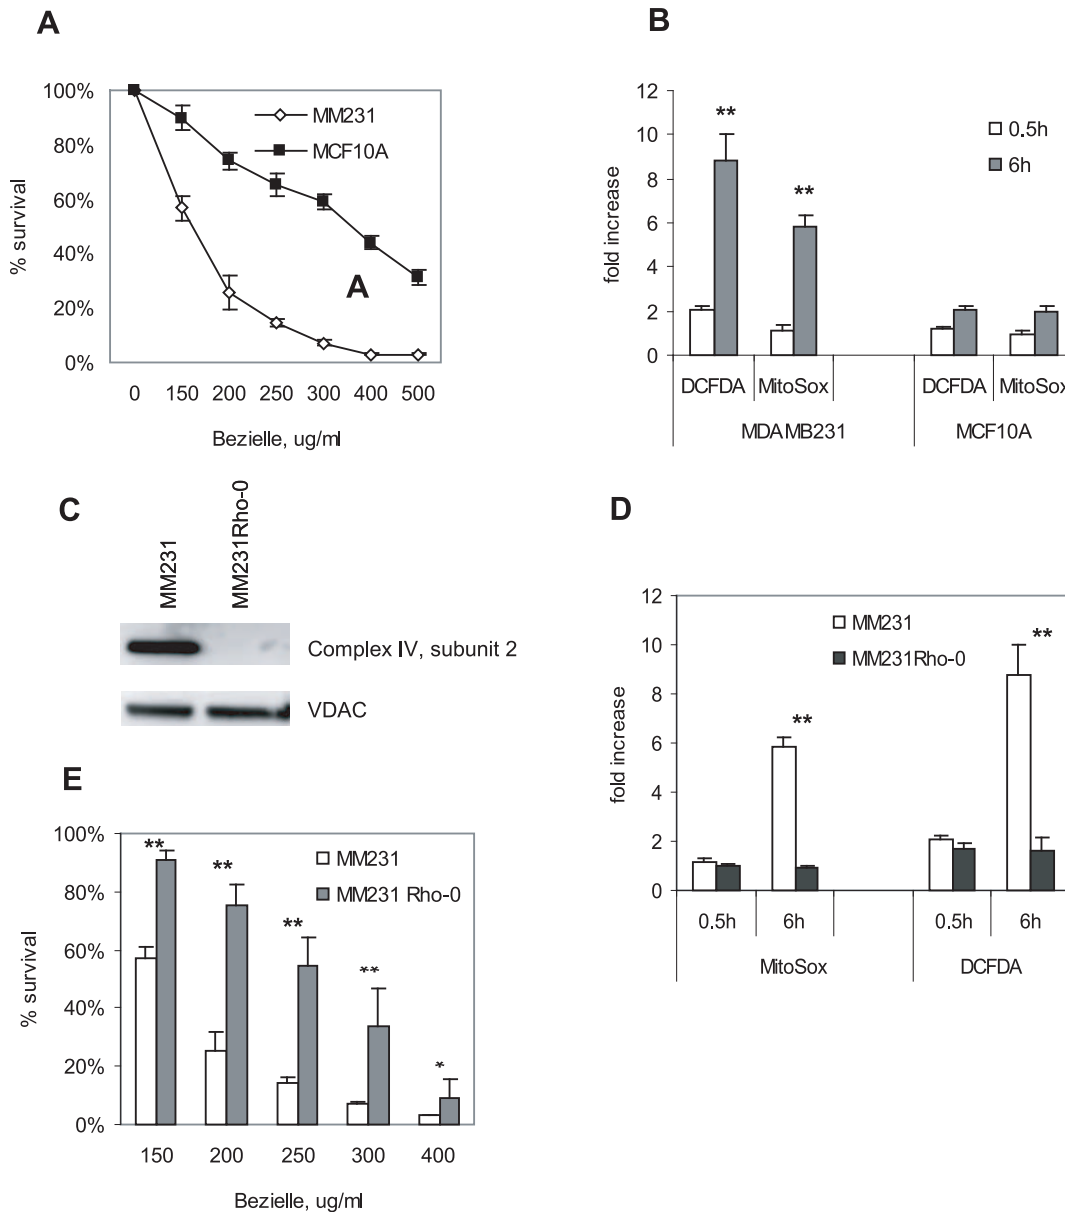 A
100%
80%
60%
40%
20%
0%
% survival
MM231
MCF10A
A
0 150 200 250 300 400 500
Bezielle, ug/ml
B
12
10
8
6
4
2
0
fold increase
**
**
0.5h
6h
DCFDA MitoSox DCFDA MitoSox
MDAMB231 MCF10A
C
MM231
MM231Rho-0
Complex IV, subunit 2
VDAC
D
12
10
8
6
4
2
0
fold increase
MM231
MM231Rho-0
**
**
0.5h 6h 0.5h 6h
MitoSox DCFDA
E
100%
80%
60%
40%
20%
0%
% survival
**
**
**
**
*
MM231
MM231 Rho-0
150 200 250 300 400
Bezielle, ug/ml